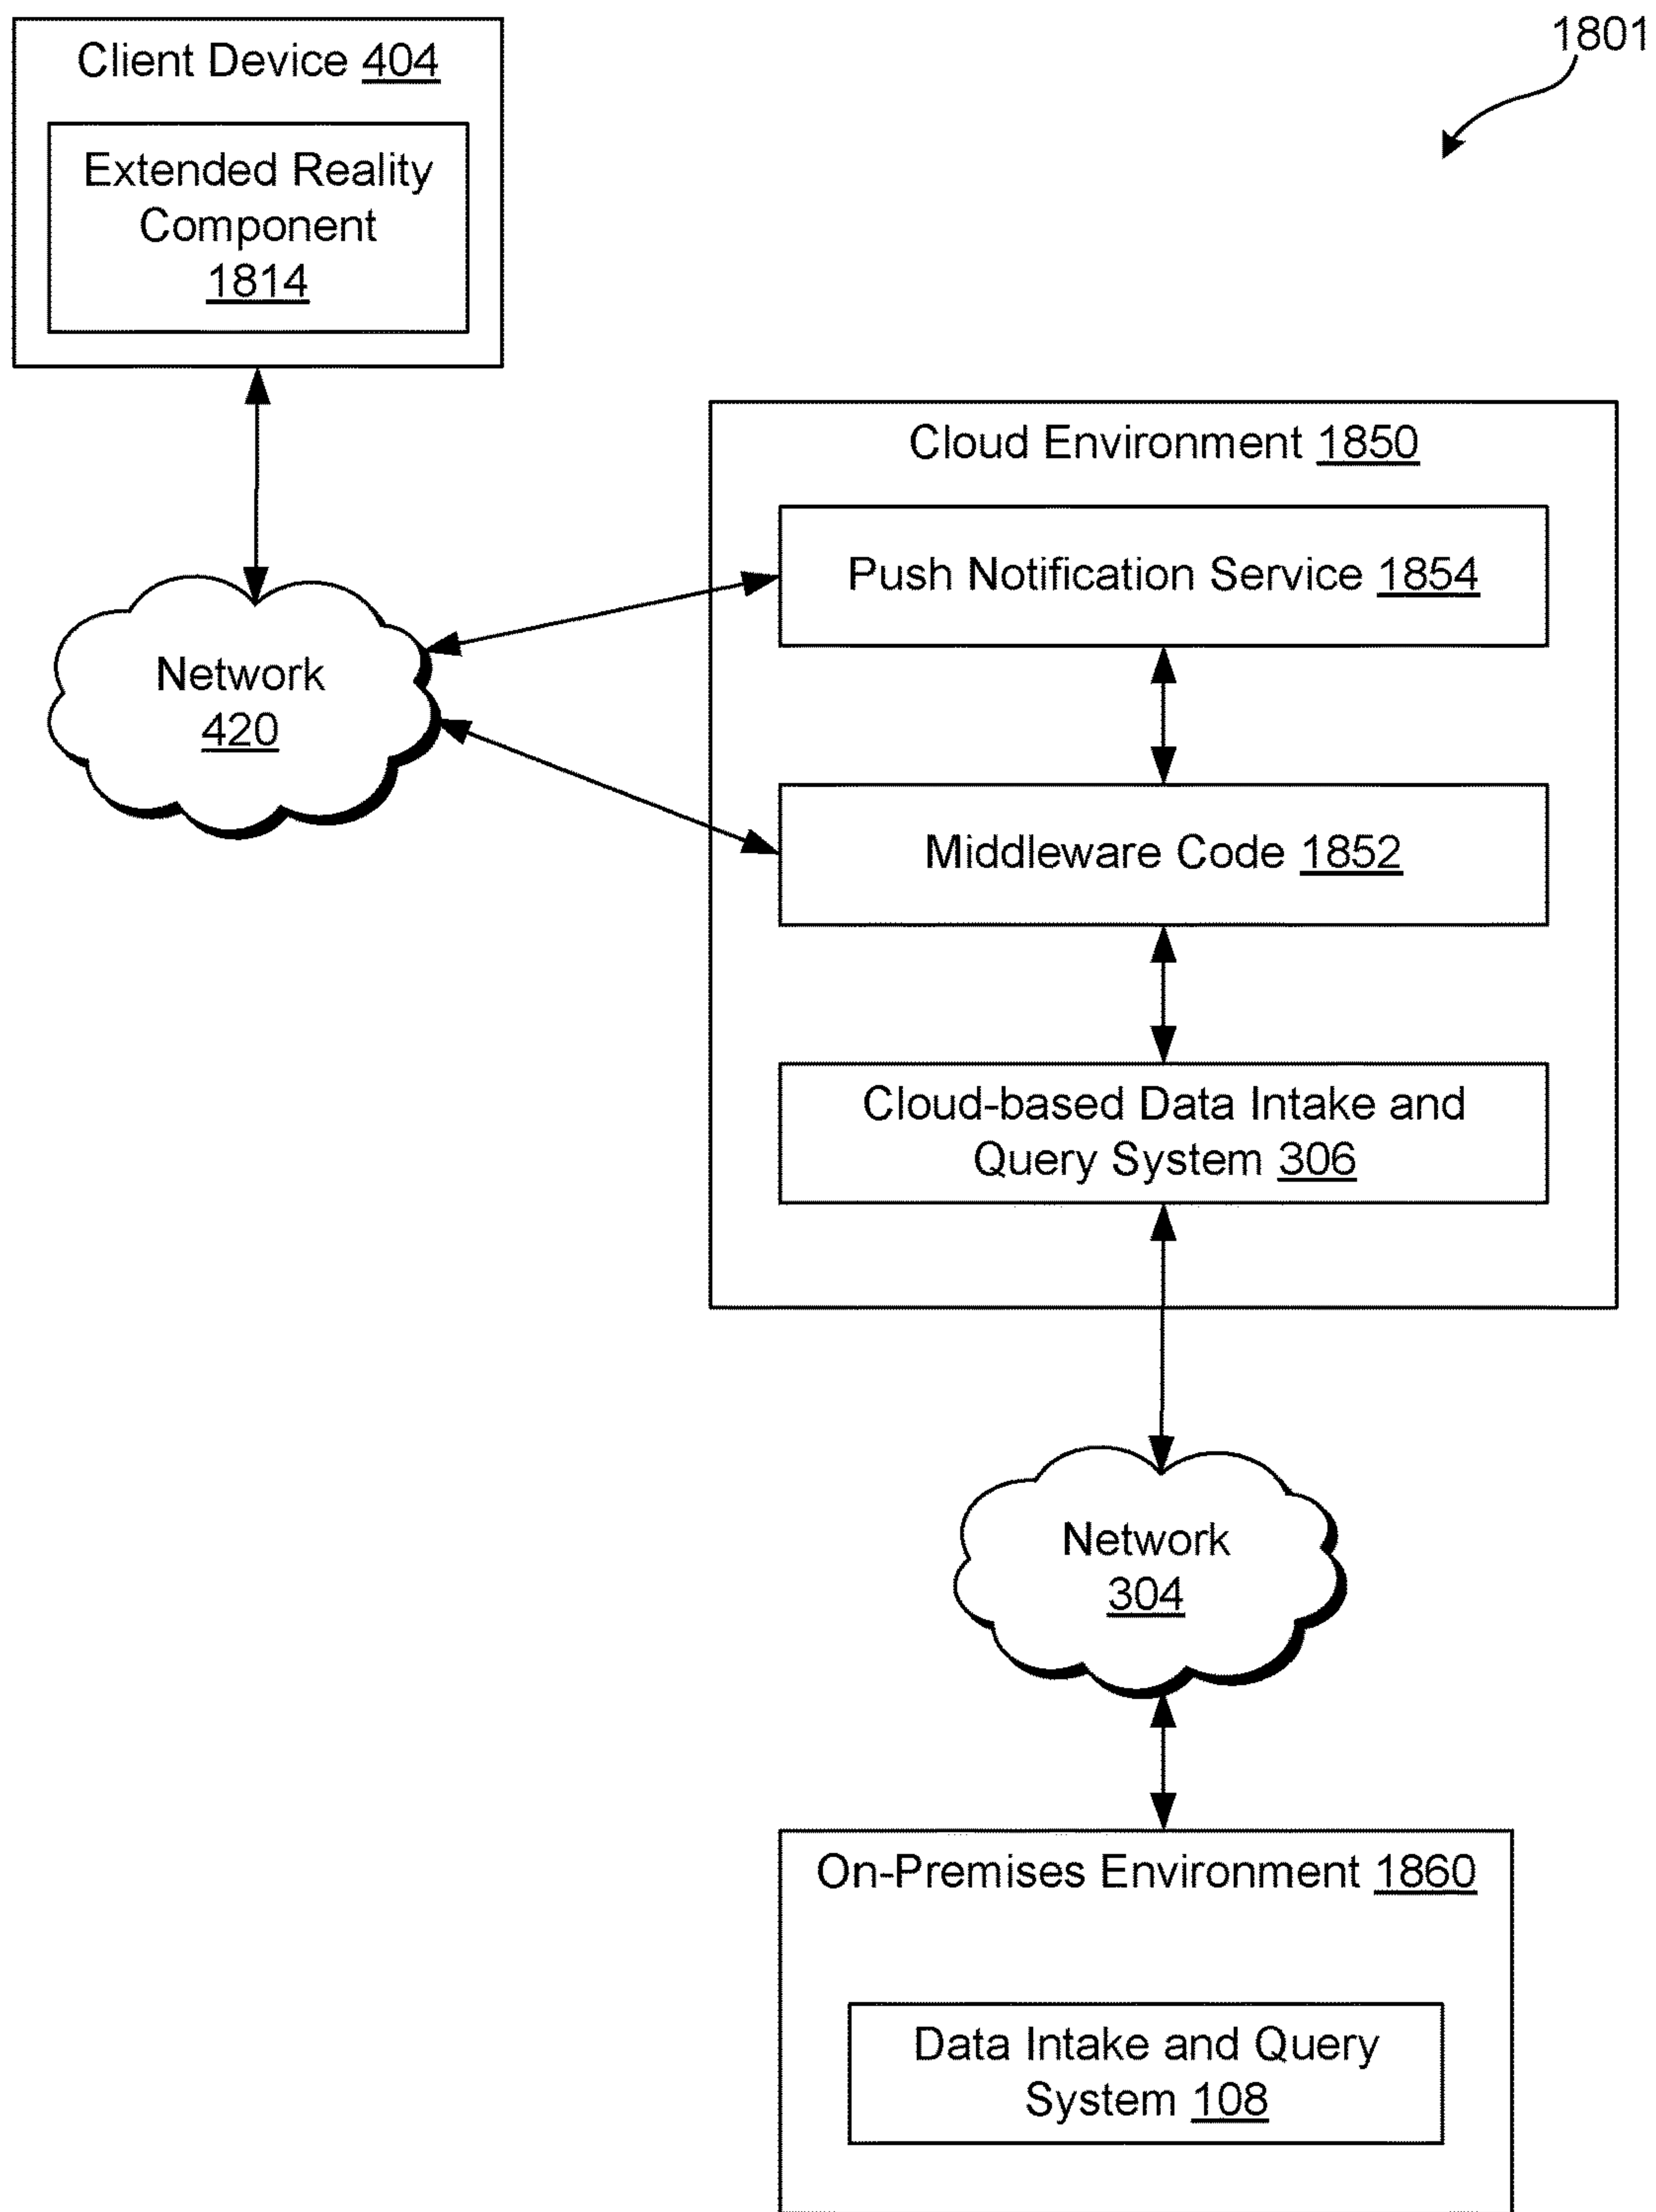 1801
Client Device 404
Extended Reality
Component
1814
Cloud Environment 1850
Push Notification Service 1854
Network
420
Middleware Code 1852
Cloud-based Data Intake and
Query System 306
Network
304
On-Premises Environment 1860
Data Intake and Query
System 108